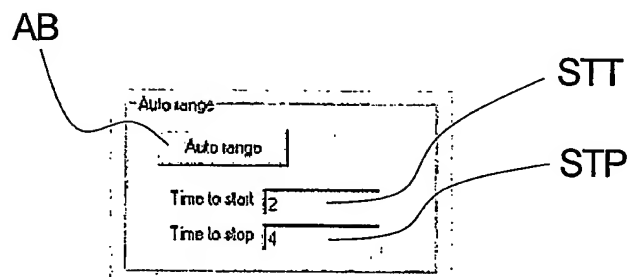 AB
STT
Auto range
Auto range
STP
Time to start 2
Time to stop 4